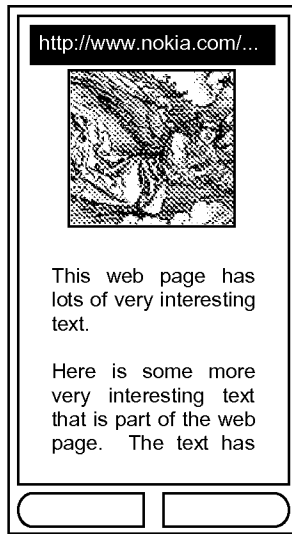 http://www.nokia.com/...
This web page has
lots of very interesting
text.
Here is some more
very interesting text
that is part of the web
page. The text has